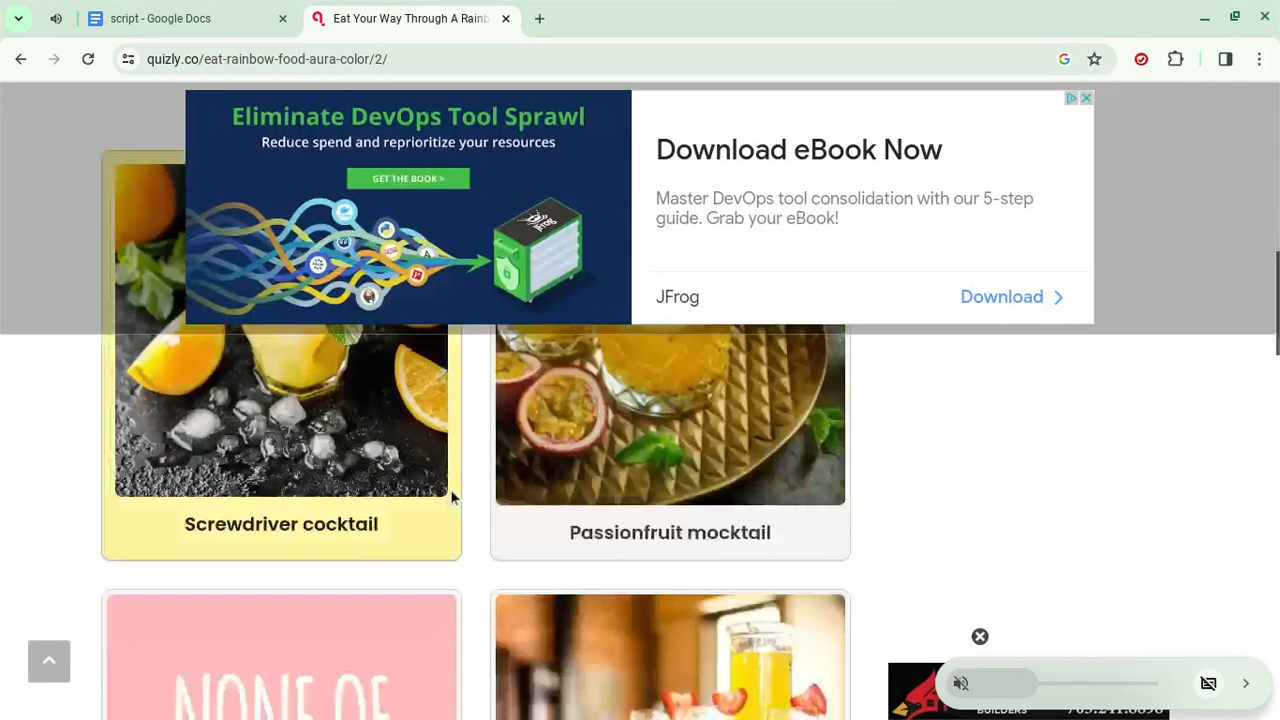 script - Google Docs
Eat Your Way Through A Rainb
quizly.co/eat-rainbow-food-aura-color/2/
Eliminate DevOps Tool Sprawl
Reduce spend and reprioritize your resources
GET THE BOOK >
JFrog
Download eBook Now
Master DevOps tool consolidation with our 5-step
guide. Grab your eBook!
JFrog
Download
Screwdriver cocktail
Passionfruit mocktail
NONE OF
BUILDERS